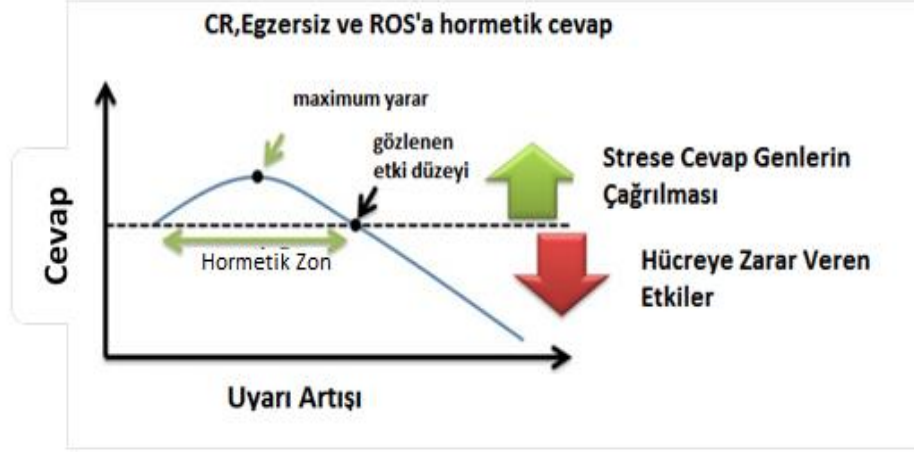 CR,Egzersiz ve ROS'a hormetik cevap
maximum yarar
gözlenen
etki düzeyi
Strese Cevap Genlerin
Çağrılması
Cevap
Hormetik Zon
Hücreye Zarar Veren
Etkiler
Uyarı Artışı